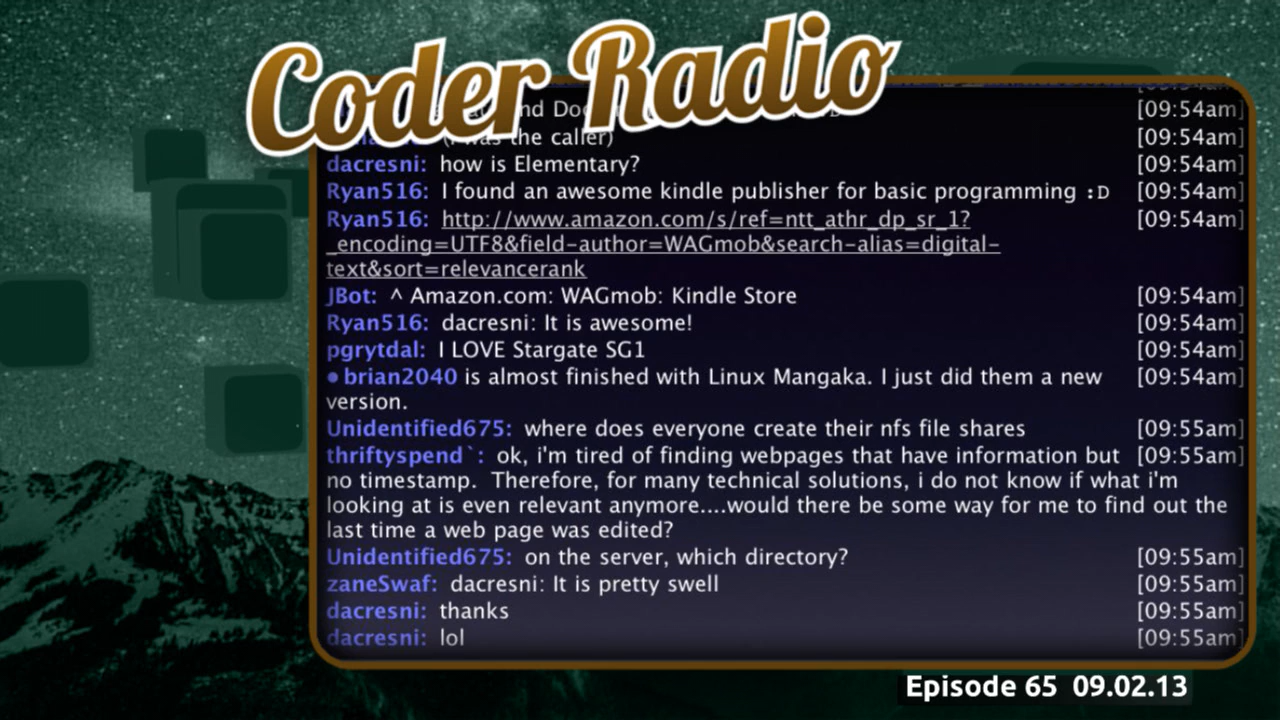 Coder Radio
nd Doc [09:54am]
(I was the caller) [09:54am]
dacresni: how is Elementary? [09:54am]
Ryan516: I found an awesome kindle publisher for basic programming :D [09:54am]
Ryan516: http://www.amazon.com/s/ref=ntt_athr_dp_sr_1? [09:54am]
_encoding=UTF8&field-author=WAGmob&search-alias=digital-
text&sort=relevancerank
JBot: ^ Amazon.com: WAGmob: Kindle Store [09:54am]
Ryan516: dacresni: It is awesome! [09:54am]
pgrytdal: I LOVE Stargate SG1 [09:54am]
• brian2040 is almost finished with Linux Mangaka. I just did them a new [09:54am]
version.
Unidentified675: where does everyone create their nfs file shares [09:55am]
thriftyspend`: ok, i'm tired of finding webpages that have information but [09:55am]
no timestamp.  Therefore, for many technical solutions, i do not know if what i'm
looking at is even relevant anymore....would there be some way for me to find out the
last time a web page was edited?
Unidentified675: on the server, which directory? [09:55am]
zaneSwaf: dacresni: It is pretty swell [09:55am]
dacresni: thanks [09:55am]
dacresni: lol [09:55am]
Episode 65 09.02.13